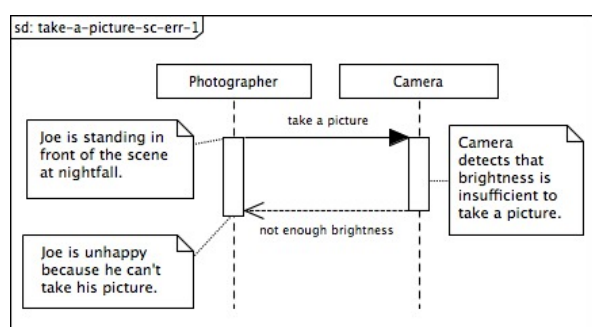 sd: take-a-picture-sc-err-1
Photographer
Camera
take a picture
Joe is standing in
front of the scene
at nightfall.
Camera
detects that
brightness is
insufficient to
take a picture.
not enough brightness
Joe is unhappy
because he can't
take his picture.